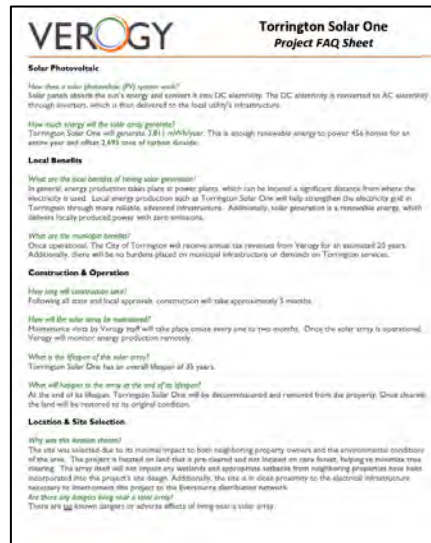 VEROGY
Torrington Solar One
Project FAQ Sheet
Solar Photovoltaic
How does a solar photovoltaic (PV) system work?
Solar panels absorb the sun's energy and convert it into DC electricity. The DC electricity is converted to AC electricity
through inverters, which is then delivered to the local utility's infrastructure.
How much energy will the solar array generate?
Torrington Solar One will generate 3,811 mWh/year. This is enough renewable energy to power 456 homes for an
entire year and offset 2,695 tons of carbon dioxide.
Local Benefits
What are the local benefits of having solar generation?
In general, energy production takes place at power plants, which can be located a significant distance from where the
electricity is used. Local energy production such as Torrington Solar One will help strengthen the electricity grid in
Torrington through more reliable, advanced infrastructure. Additionally, solar generation is a renewable energy, which
delivers locally produced power with zero emissions.
What are the municipal benefits?
Once operational, The City of Torrington will receive annual tax revenues from Verogy for an estimated 20 years.
Additionally, there will be no burdens placed on municipal infrastructure or demands on Torrington services.
Construction & Operation
How long will construction take?
Following all state and local approvals, construction will take approximately 5 months.
How will the solar array be maintained?
Maintenance visits by Verogy staff will take place onsite every one to two months. Once the solar array is operational,
Verogy will monitor energy production remotely.
What is the lifespan of the solar array?
Torrington Solar One has an overall lifespan of 35 years.
What will happen to the array at the end of its lifespan?
At the end of its lifespan, Torrington Solar One will be decommissioned and removed from the property. Once cleared,
the land will be restored to its original condition.
Location & Site Selection
Why was this location chosen?
The site was selected due to its minimal impact to both neighboring property owners and the environmental conditions
of the area. The project is located on land that is pre-cleared and not located on core forest, helping to minimize tree
clearing. The array itself will not impact any wetlands and appropriate setbacks from neighboring properties have been
incorporated into the project's site design. Additionally, the site is in close proximity to the electrical infrastructure
necessary to interconnect this project to the Eversource distribution network.
Are there any dangers living near a solar array?
There are no known dangers or adverse effects of living near a solar array.